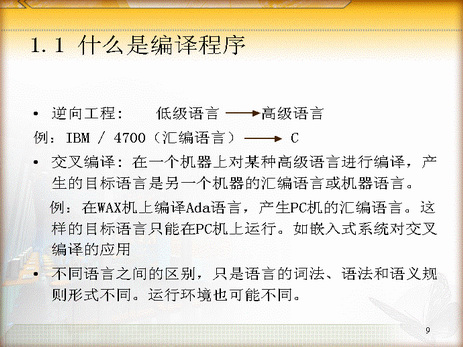 1.1 什么是编译程序
• 逆向工程: 低级语言 → 高级语言
例: IBM / 4700（汇编语言） → C
• 交叉编译: 在一个机器上对某种高级语言进行编译，产
生的目标语言是另一个机器的汇编语言或机器语言。
例: 在WAX机上编译Ada语言，产生PC机的汇编语言。这
样的目标语言只能在PC机上运行。如嵌入式系统对交叉
编译的应用
• 不同语言之间的区别，只是语言的词法、语法和语义规
则形式不同。运行环境也可能不同。
9